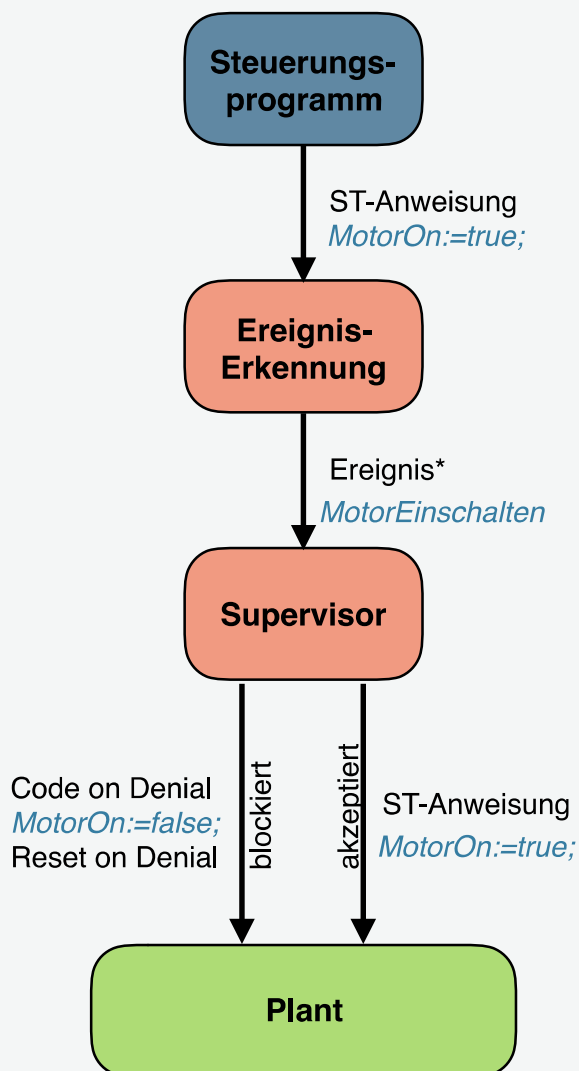 Steuerungs-
programm
ST-Anweisung
MotorOn:=true;
Ereignis-
Erkennung
Ereignis*
MotorEinschalten
Supervisor
Code on Denial
MotorOn:=false;
Reset on Denial
blockiert
akzeptiert
ST-Anweisung
MotorOn:=true;
Plant